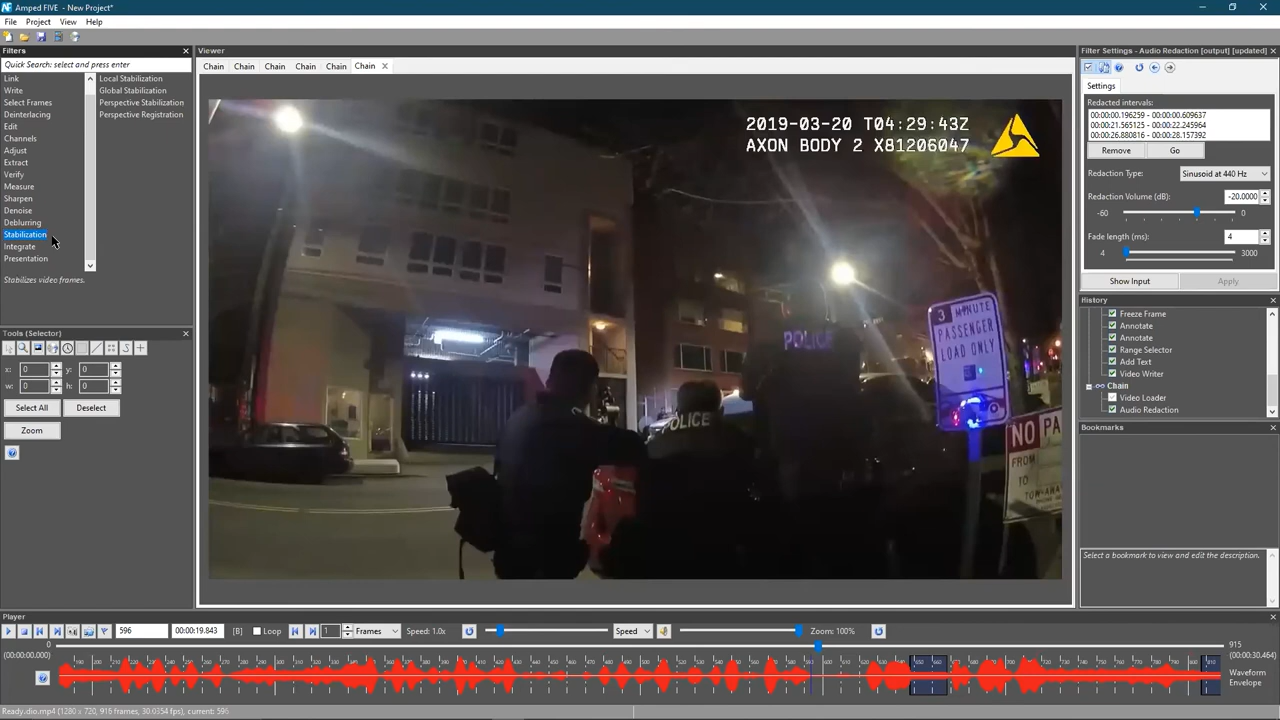 Amped FIVE - New Project*
File Project View Help
Filters
Quick Search: select and press enter
Link
Write
Select Frames
Deinterlacing
Edit
Channels
Adjust
Extract
Verify
Measure
Sharpen
Denoise
Deblurring
Stabilization
Integrate
Presentation
Local Stabilization
Global Stabilization
Perspective Stabilization
Perspective Registration
Stabilizes video frames.
Tools (Selector)
x: 0 y: 0
w: 0 h: 0
Select All Deselect
Zoom
Viewer
Chain Chain Chain Chain Chain Chain
2019-03-20 T04:29:43Z
AXON BODY 2 X81206047
POLICE
POLICE
3 MINUTE
PASSENGER
LOAD ONLY
NO PA
FROM
TO
TOW-AWA
Filter Settings - Audio Redaction [output] [updated]
Settings
Redacted intervals:
00:00:00.196259 - 00:00:00.609637
00:00:21.565125 - 00:00:22.245964
00:00:26.880816 - 00:00:28.157392
Remove Go
Redaction Type: Sinusoid at 440 Hz
Redaction Volume (dB): -20.0000
-60 0
Fade length (ms): 4
4 3000
Show Input Apply
History
Freeze Frame
Annotate
Annotate
Range Selector
Add Text
Video Writer
Chain
Video Loader
Audio Redaction
Bookmarks
Select a bookmark to view and edit the description.
Player
596 00:00:19.843 [B] Loop 1 Frames Speed: 1.0x Speed Zoom: 100%
0 915
(00:00:00.000) (00:00:30.464)
Waveform
Envelope
Ready.dio.mp4 (1280 x 720, 916 frames, 30.0354 fps), current: 596